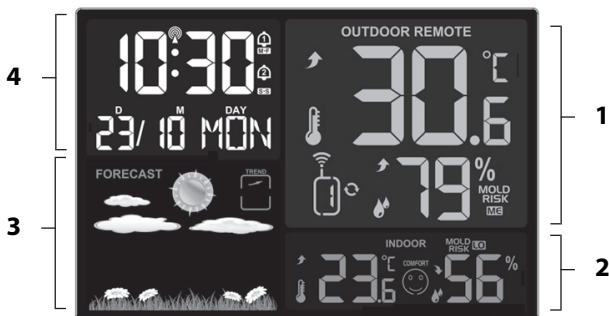 4
10:30
1
M-F
2
S-S
D M DAY
23/ 10 MON
OUTDOOR REMOTE
30.6 °C
1
79%
MOLD
RISK
ME
1
3
FORECAST
TREND
INDOOR
MOLD
RISK LO
23.6 °C
COMFORT
56%
2